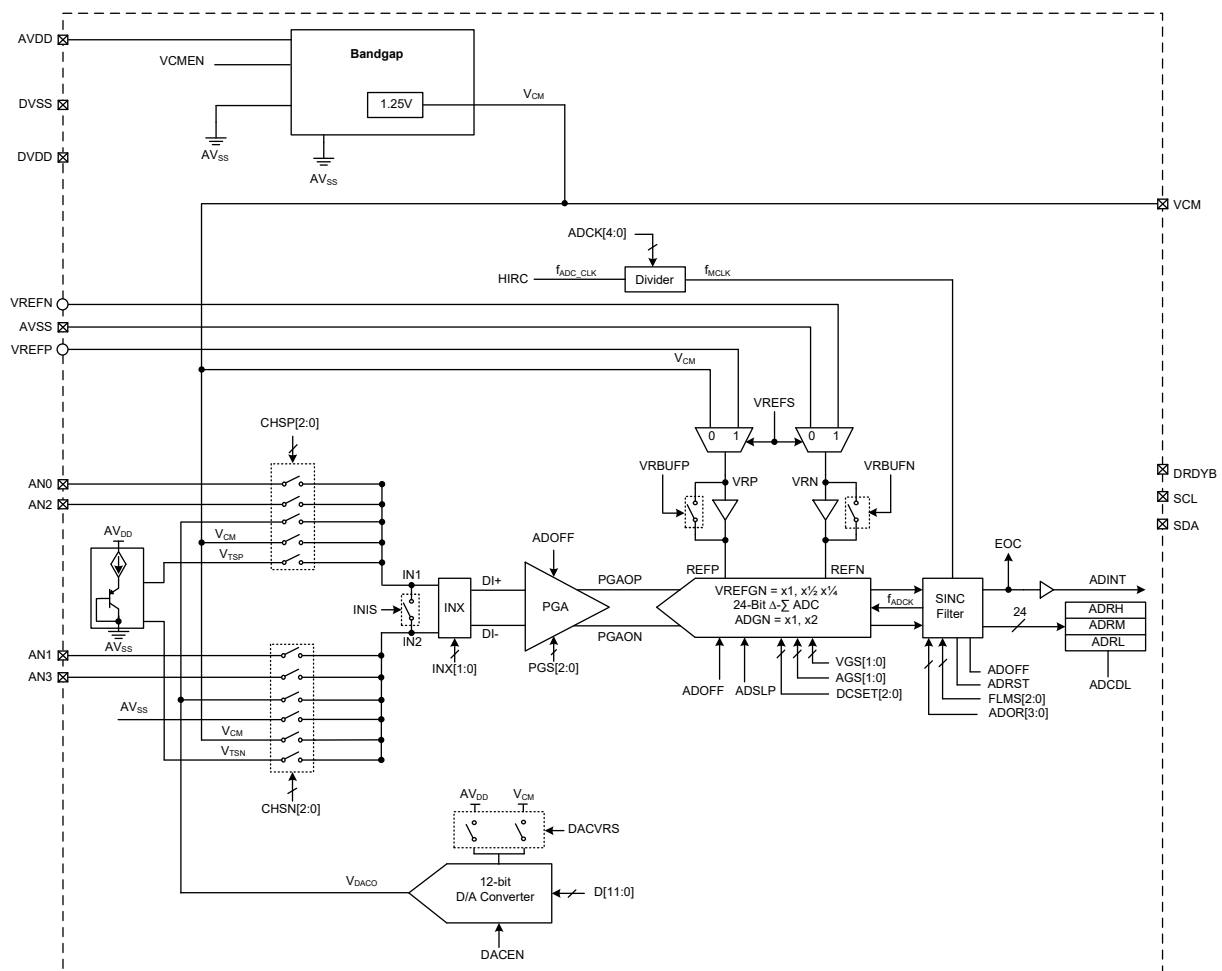 AVDD
VCMEN
Bandgap
1.25V
VCM
DVSS
AVSS
AVSS
DVDD
VCM
ADCK[4:0]
HIRC
fADC_CLK
Divider
fMCLK
VREFN
AVSS
VREFP
VCM
VREFS
0 1
0 1
CHSP[2:0]
VRBUFP
VRP
VRN
VRBUFN
DRDYB
SCL
SDA
AN0
AN2
AVDD
VCM
VTSP
AVSS
ADOFF
REFP
REFN
EOC
IN1
INIS
IN2
INX
DI+
DI-
INX[1:0]
PGA
PGS[2:0]
PGAOP
PGAON
VREFGN = x1, x½ x¼
24-Bit Δ-∑ ADC
ADGN = x1, x2
fADCK
SINC
Filter
ADINT
24
ADRH
ADRM
ADRL
ADCDL
AN1
AN3
AVSS
VCM
VTSN
CHSN[2:0]
ADOFF
ADSLP
VGS[1:0]
AGS[1:0]
DCSET[2:0]
ADOFF
ADRST
FLMS[2:0]
ADOR[3:0]
AVDD
VCM
DACVRS
VDACO
12-bit
D/A Converter
D[11:0]
DACEN